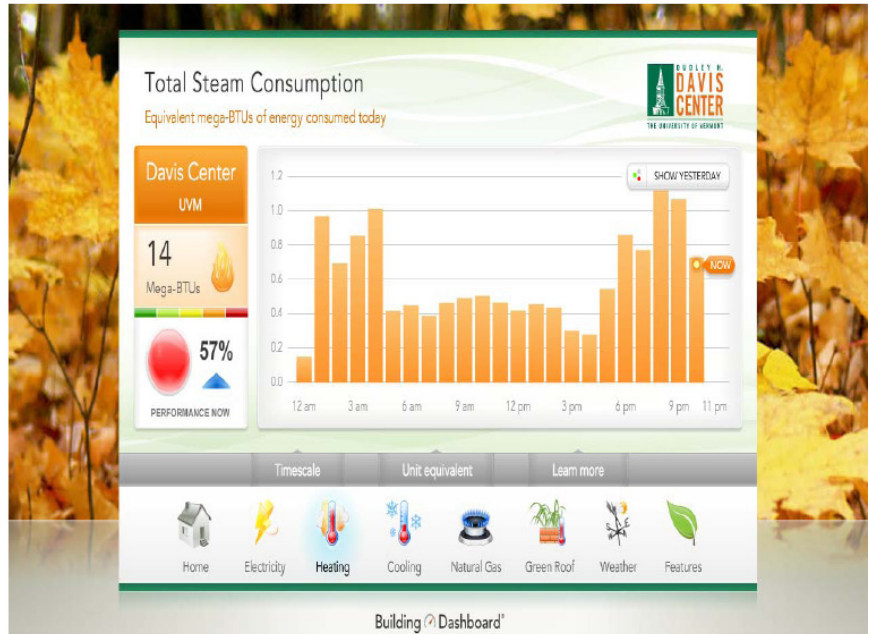 Total Steam Consumption
Equivalent mega-BTUs of energy consumed today
DUDLEY H.
DAVIS
CENTER
THE UNIVERSITY OF VERMONT
Davis Center
UVM
14
Mega-BTUs
57%
PERFORMANCE NOW
SHOW YESTERDAY
1.2
1.0
0.8
0.6
0.4
0.2
0.0
NOW
12 am 3 am 6 am 9 am 12 pm 3 pm 6 pm 9 pm 11 pm
Timescale Unit equivalent Learn more
Home Electricity Heating Cooling Natural Gas Green Roof Weather Features
Building Dashboard®